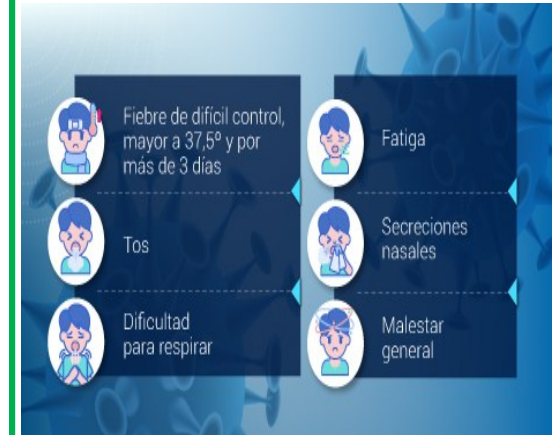 Fiebre de difícil control,
mayor a 37,5º y por
más de 3 días
Tos
Dificultad
para respirar
Fatiga
Secreciones
nasales
Malestar
general